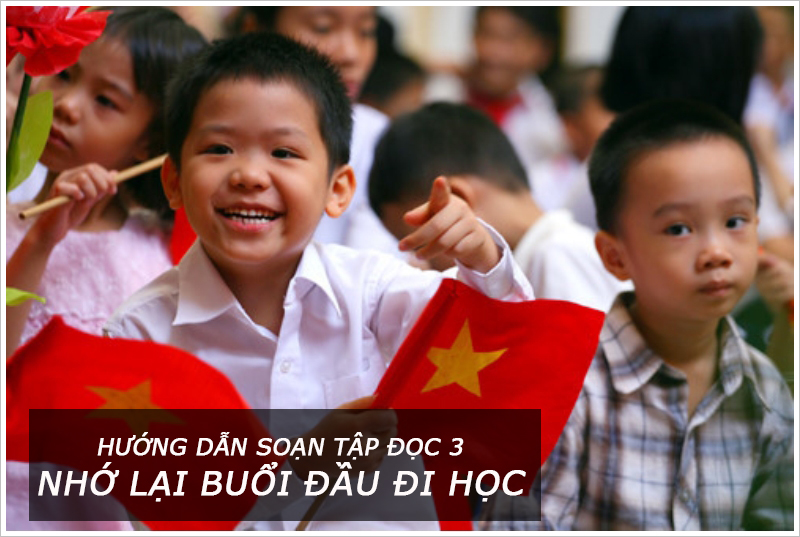 HƯỚNG DẪN SOẠN TẬP ĐỌC 3
NHỚ LẠI BUỔI ĐẦU ĐI HỌC